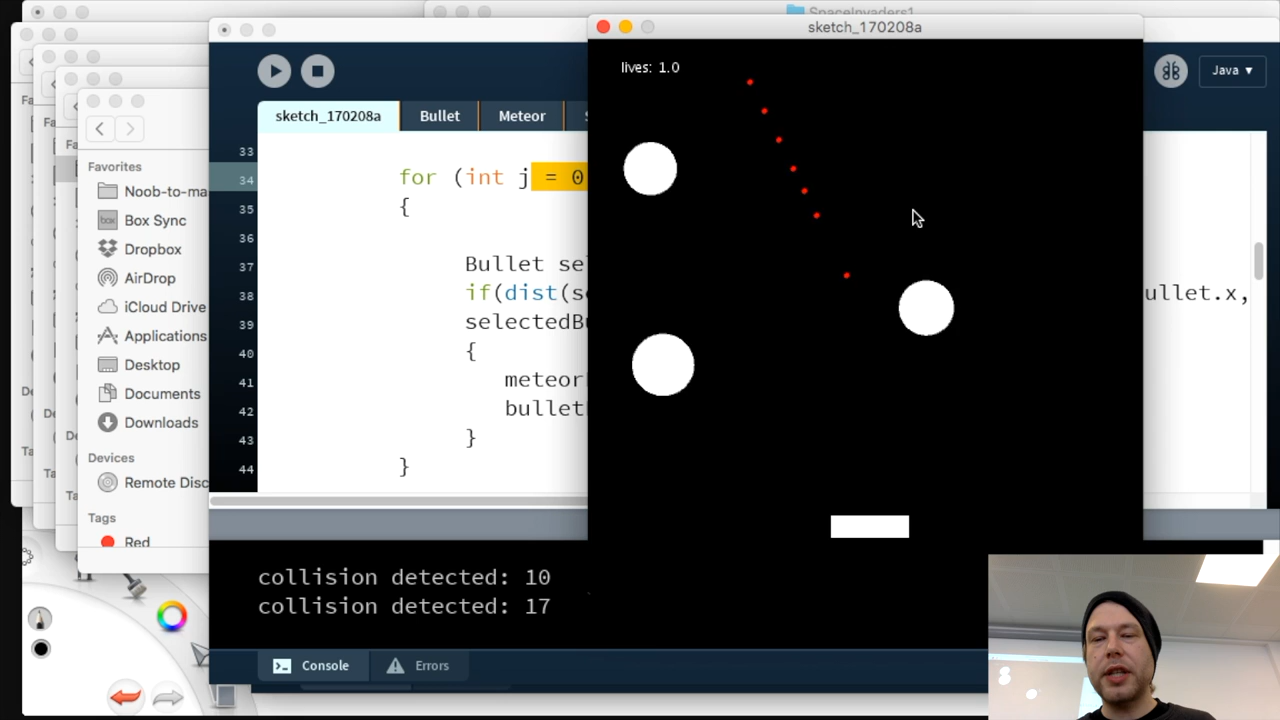 SpaceInvaders1
sketch_170208a
lives: 1.0
Java ▾
sketch_170208a
Bullet
Meteor
33
34 for (int j = 0
35 {
36
37 Bullet sel
38 if(dist(s ullet.x,
39 selectedBu
40 {
41 meteor
42 bullet
43 }
44 }
collision detected: 10
collision detected: 17
Console
Errors
Favorites
Noob-to-ma
Box Sync
Dropbox
AirDrop
iCloud Drive
Applications
Desktop
Documents
Downloads
Devices
Remote Disc
Tags
Red